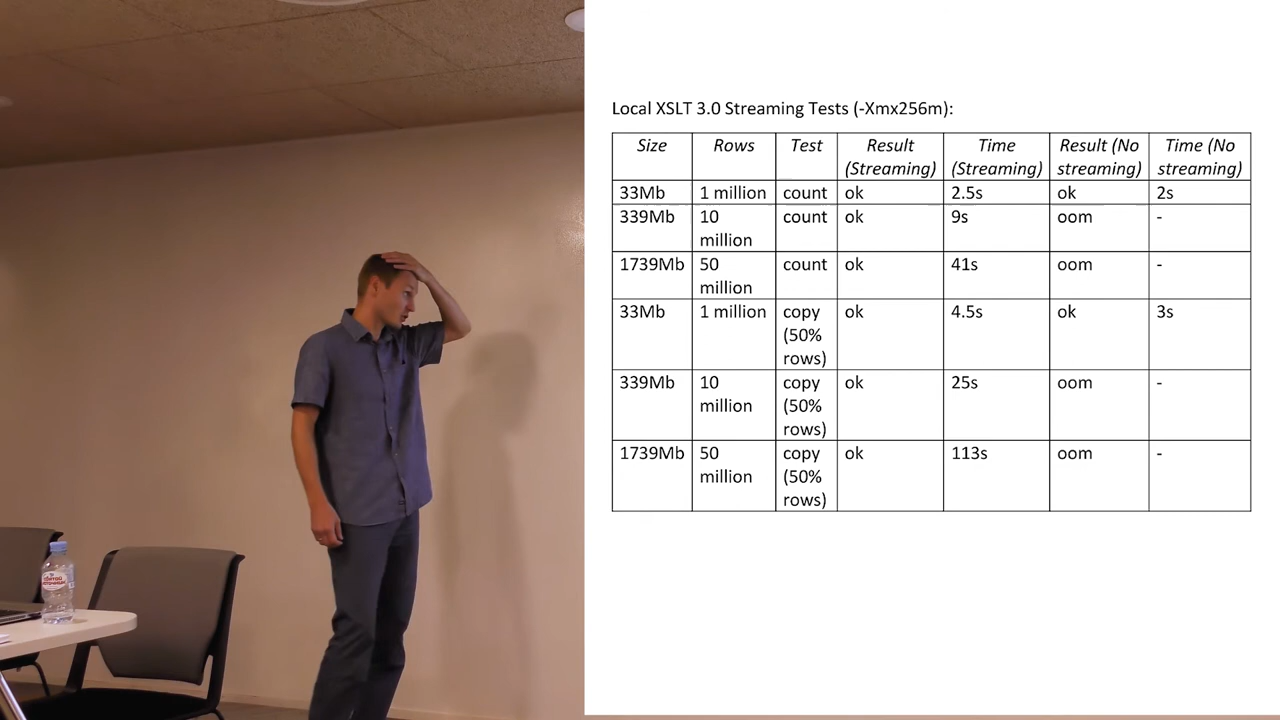 Local XSLT 3.0 Streaming Tests (-Xmx256m):
Size Rows Test Result (Streaming) Time (Streaming) Result (No streaming) Time (No streaming)
33Mb 1 million count ok 2.5s ok 2s
339Mb 10 million count ok 9s oom -
1739Mb 50 million count ok 41s oom -
33Mb 1 million copy (50% rows) ok 4.5s ok 3s
339Mb 10 million copy (50% rows) ok 25s oom -
1739Mb 50 million copy (50% rows) ok 113s oom -